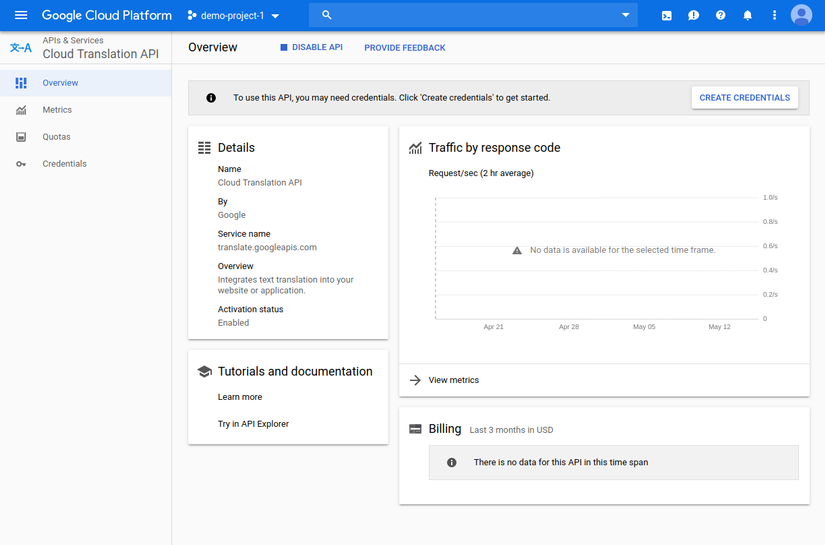 Google Cloud Platform
demo-project-1
APIs & Services
Cloud Translation API
Overview
DISABLE API
PROVIDE FEEDBACK
Overview
Metrics
Quotas
Credentials
To use this API, you may need credentials. Click 'Create credentials' to get started.
CREATE CREDENTIALS
Details
Name
Cloud Translation API
By
Google
Service name
translate.googleapis.com
Overview
Integrates text translation into your
website or application.
Activation status
Enabled
Tutorials and documentation
Learn more
Try in API Explorer
Traffic by response code
Request/sec (2 hr average)
1.0/s
0.8/s
0.6/s
No data is available for the selected time frame.
0.4/s
0.2/s
0
Apr 21 Apr 28 May 05 May 12
View metrics
Billing Last 3 months in USD
There is no data for this API in this time span